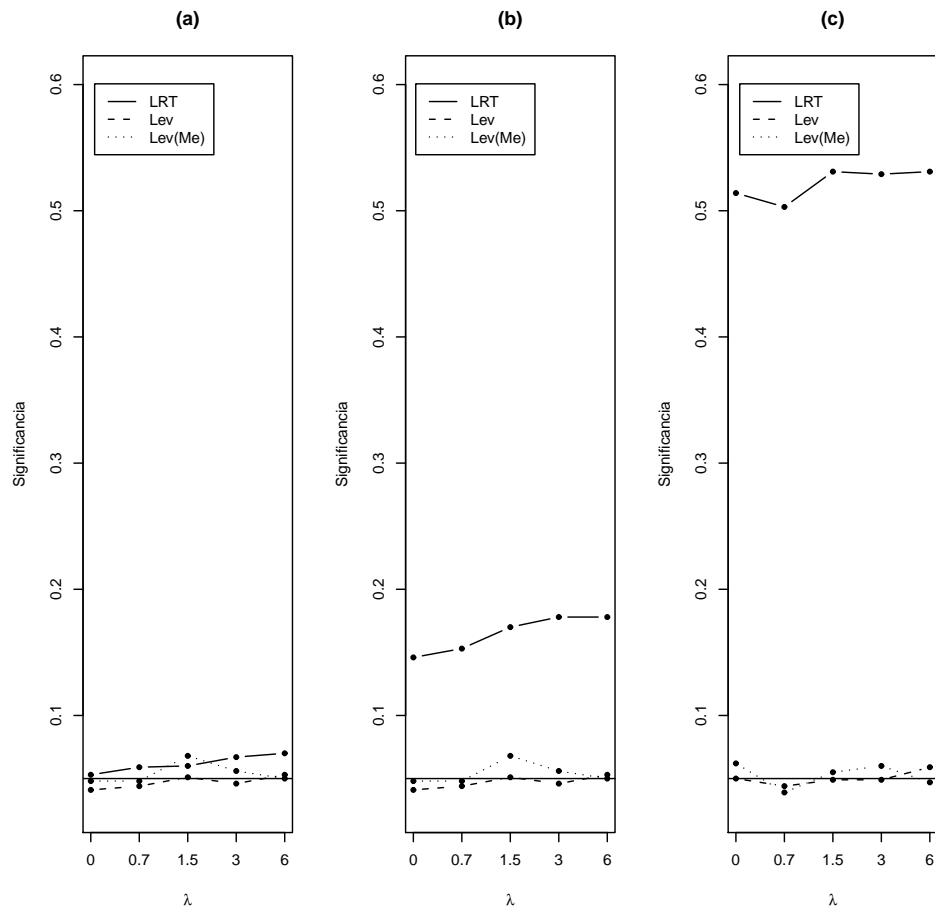 (a)
Significancia
0.1
0.2
0.3
0.4
0.5
0.6
LRT
Lev
Lev(Me)
0 0.7 1.5 3 6
λ
(b)
Significancia
0.1
0.2
0.3
0.4
0.5
0.6
LRT
Lev
Lev(Me)
0 0.7 1.5 3 6
λ
(c)
Significancia
0.1
0.2
0.3
0.4
0.5
0.6
LRT
Lev
Lev(Me)
0 0.7 1.5 3 6
λ